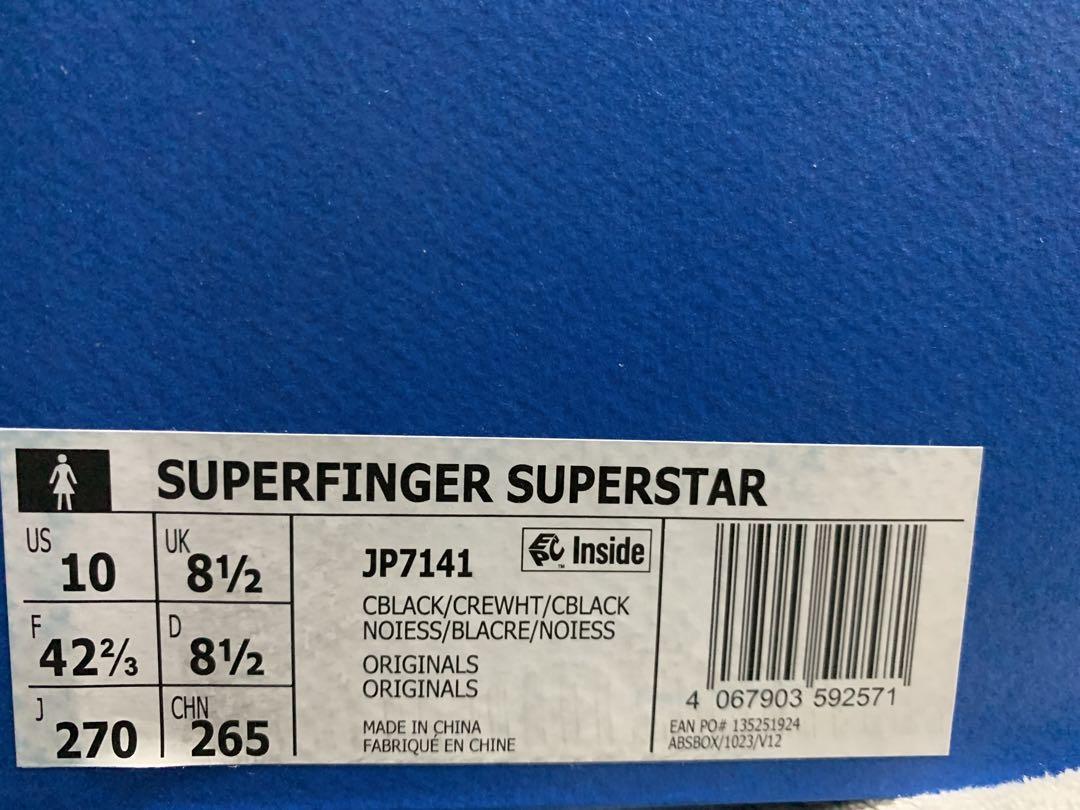 SUPERFINGER SUPERSTAR
US 10
UK 8½
F 42⅔
D 8½
J 270
CHN 265
JP7141
EPC Inside
CBLACK/CREWHT/CBLACK
NOIESS/BLACRE/NOIESS
ORIGINALS
ORIGINALS
MADE IN CHINA
FABRIQUÉ EN CHINE
4 067903 592571
EAN PO# 135251924
ABSBOX/1023/V12